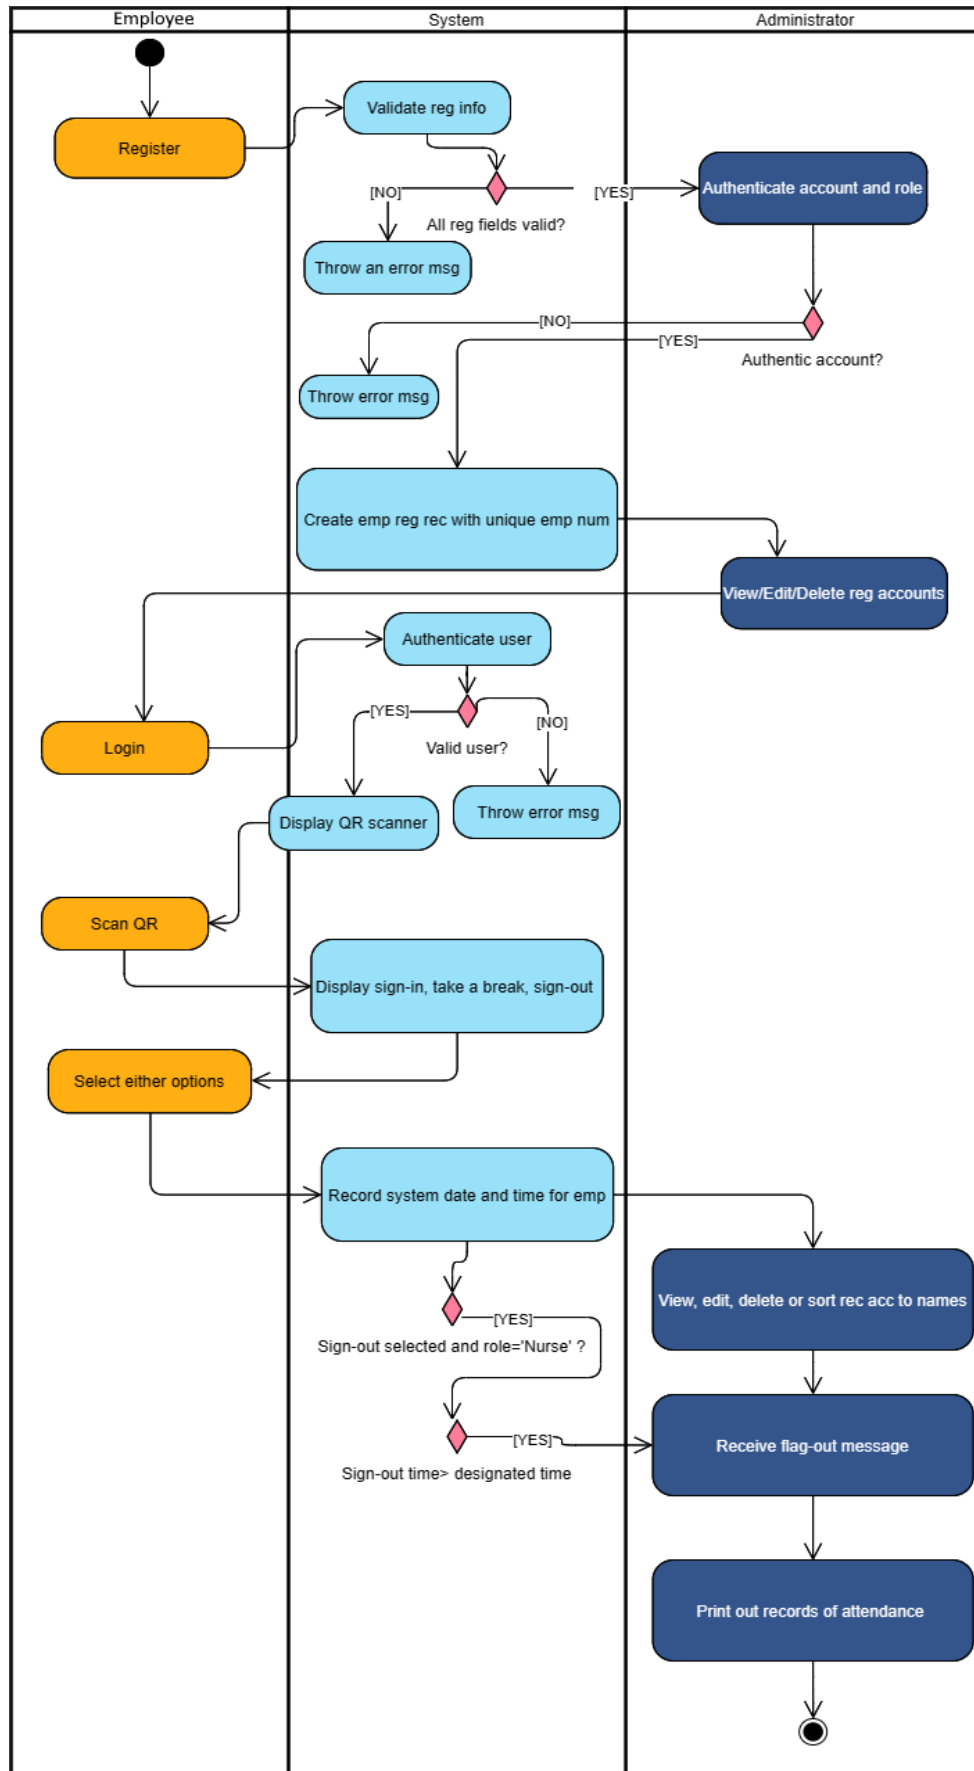 Employee
System
Administrator
Validate reg info
Register
[NO]
[YES]
Authenticate account and role
All reg fields valid?
Throw an error msg
[NO]
[YES]
Authentic account?
Throw error msg
Create emp reg rec with unique emp num
View/Edit/Delete reg accounts
Authenticate user
[YES]
[NO]
Login
Valid user?
Display QR scanner
Throw error msg
Scan QR
Display sign-in, take a break, sign-out
Select either options
Record system date and time for emp
View, edit, delete or sort rec acc to names
[YES]
Sign-out selected and role='Nurse' ?
[YES]
Receive flag-out message
Sign-out time> designated time
Print out records of attendance